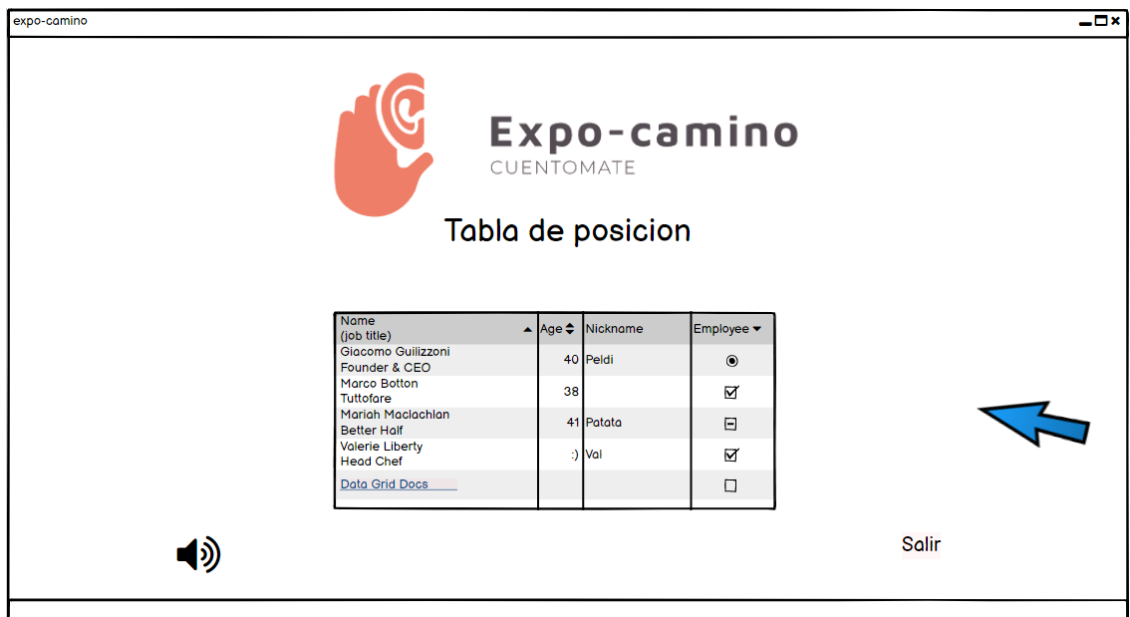 expo-camino
Expo-camino
CUENTOMATE
Tabla de posicion
Name
(job title) Age Nickname Employee
Giacomo Guilizzoni
Founder & CEO 40 Peldi
Marco Botton
Tuttofare 38
Mariah Maclachlan
Better Half 41 Patata
Valerie Liberty
Head Chef :) Val
Data Grid Docs
Salir